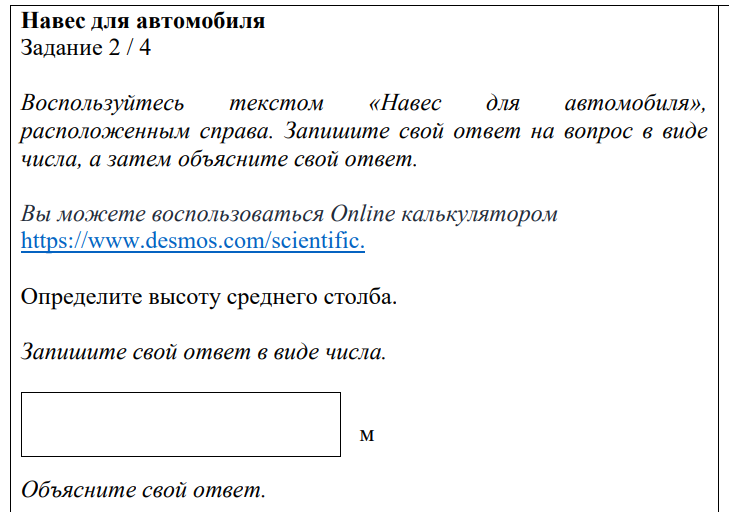 Навес для автомобиля
Задание 2 / 4
Воспользуйтесь текстом «Навес для автомобиля»,
расположенным справа. Запишите свой ответ на вопрос в виде
числа, а затем объясните свой ответ.
Вы можете воспользоваться Online калькулятором
https://www.desmos.com/scientific.
Определите высоту среднего столба.
Запишите свой ответ в виде числа.
м
Объясните свой ответ.